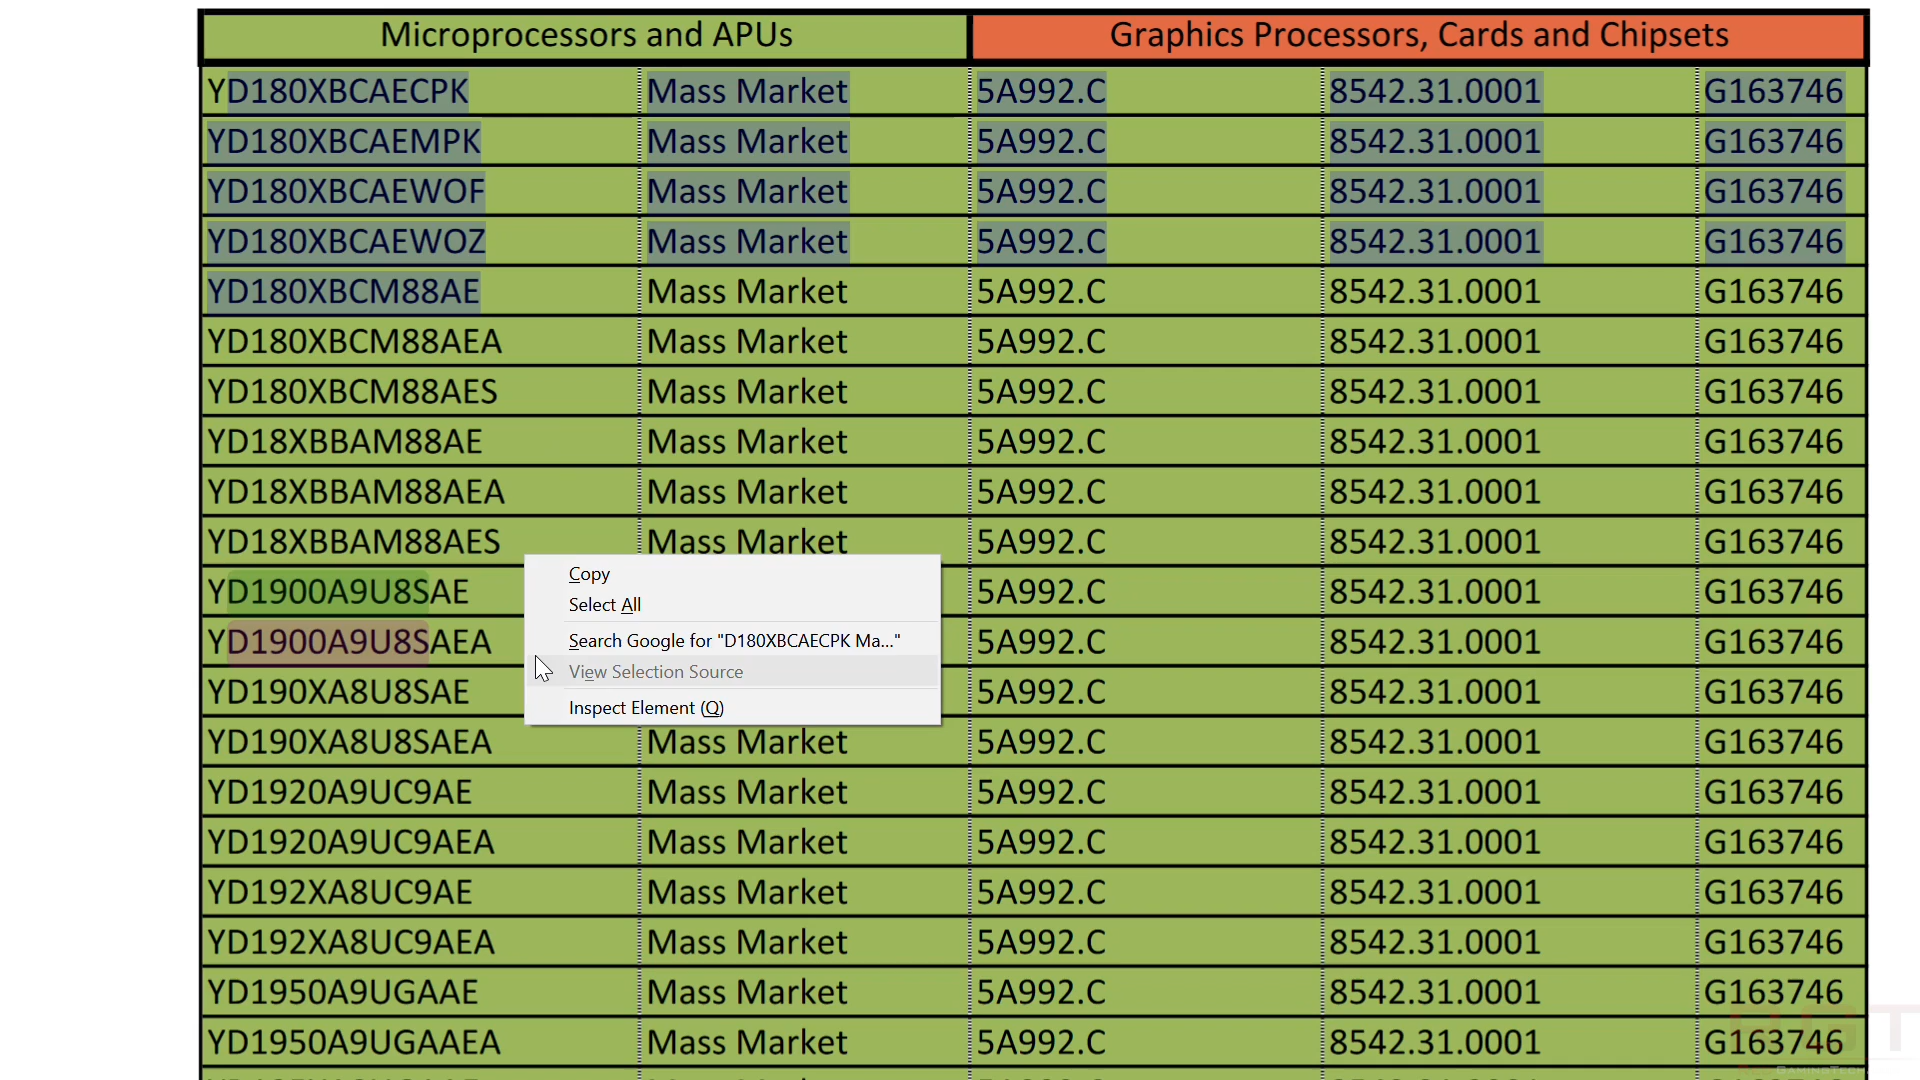 Microprocessors and APUs Graphics Processors, Cards and Chipsets
YD180XBCAECPK Mass Market 5A992.C 8542.31.0001 G163746
YD180XBCAEMPK Mass Market 5A992.C 8542.31.0001 G163746
YD180XBCAEWOF Mass Market 5A992.C 8542.31.0001 G163746
YD180XBCAEWOZ Mass Market 5A992.C 8542.31.0001 G163746
YD180XBCM88AE Mass Market 5A992.C 8542.31.0001 G163746
YD180XBCM88AEA Mass Market 5A992.C 8542.31.0001 G163746
YD180XBCM88AES Mass Market 5A992.C 8542.31.0001 G163746
YD18XBBAM88AE Mass Market 5A992.C 8542.31.0001 G163746
YD18XBBAM88AEA Mass Market 5A992.C 8542.31.0001 G163746
YD18XBBAM88AES Mass Market 5A992.C 8542.31.0001 G163746
YD1900A9U8SAE 5A992.C 8542.31.0001 G163746
YD1900A9U8SAEA 5A992.C 8542.31.0001 G163746
YD190XA8U8SAE 5A992.C 8542.31.0001 G163746
Copy
Select All
Search Google for "D180XBCAECPK Ma..."
View Selection Source
Inspect Element (Q)
YD190XA8U8SAEA Mass Market 5A992.C 8542.31.0001 G163746
YD1920A9UC9AE Mass Market 5A992.C 8542.31.0001 G163746
YD1920A9UC9AEA Mass Market 5A992.C 8542.31.0001 G163746
YD192XA8UC9AE Mass Market 5A992.C 8542.31.0001 G163746
YD192XA8UC9AEA Mass Market 5A992.C 8542.31.0001 G163746
YD1950A9UGAAE Mass Market 5A992.C 8542.31.0001 G163746
YD1950A9UGAAEA Mass Market 5A992.C 8542.31.0001 G163746